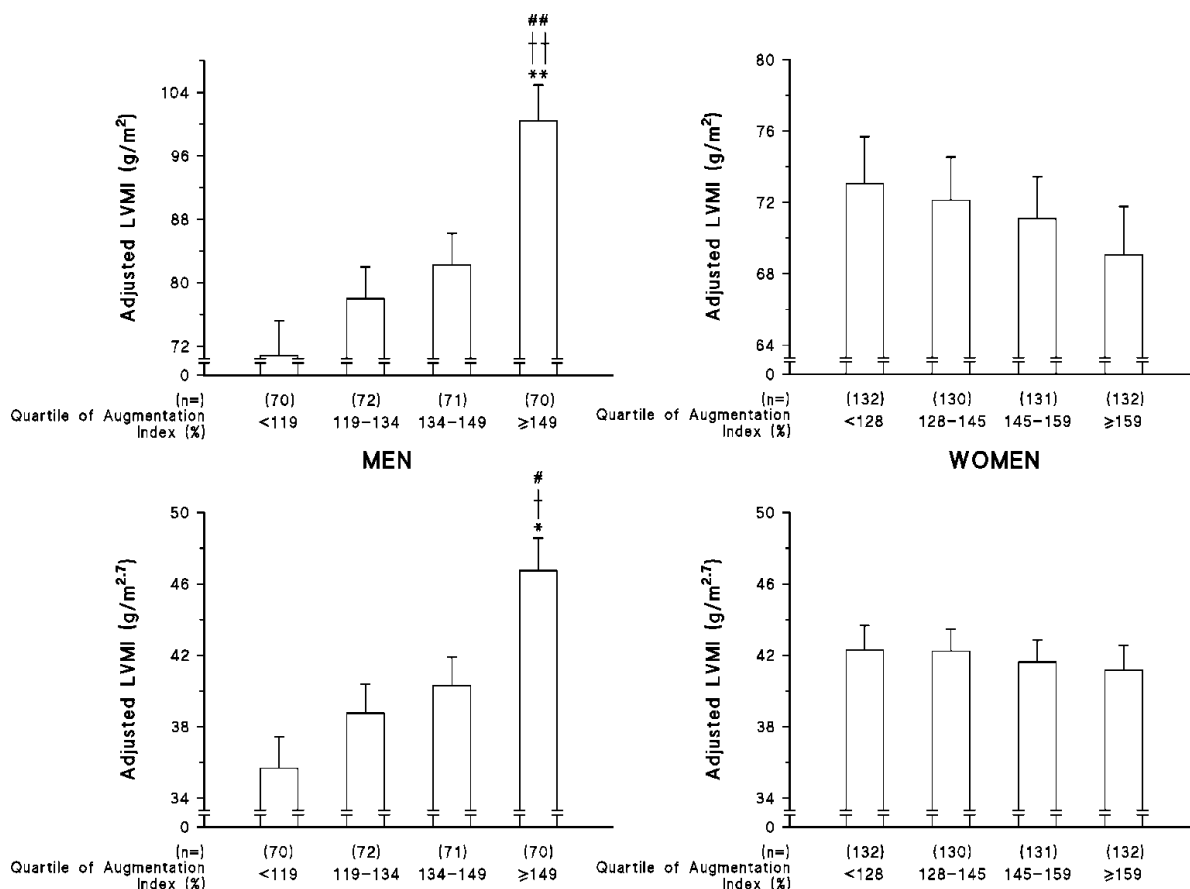 ##
††
**
104
96
88
80
72
0
Adjusted LVMI (g/m²)
(n=) (70) (72) (71) (70)
Quartile of Augmentation Index (%) <119 119–134 134–149 ⩾149
80
76
72
68
64
0
Adjusted LVMI (g/m²)
(n=) (132) (130) (131) (132)
Quartile of Augmentation Index (%) <128 128–145 145–159 ⩾159
MEN
WOMEN
#
†
*
50
46
42
38
34
0
Adjusted LVMI (g/m²·⁷)
(n=) (70) (72) (71) (70)
Quartile of Augmentation Index (%) <119 119–134 134–149 ⩾149
50
46
42
38
34
0
Adjusted LVMI (g/m²·⁷)
(n=) (132) (130) (131) (132)
Quartile of Augmentation Index (%) <128 128–145 145–159 ⩾159